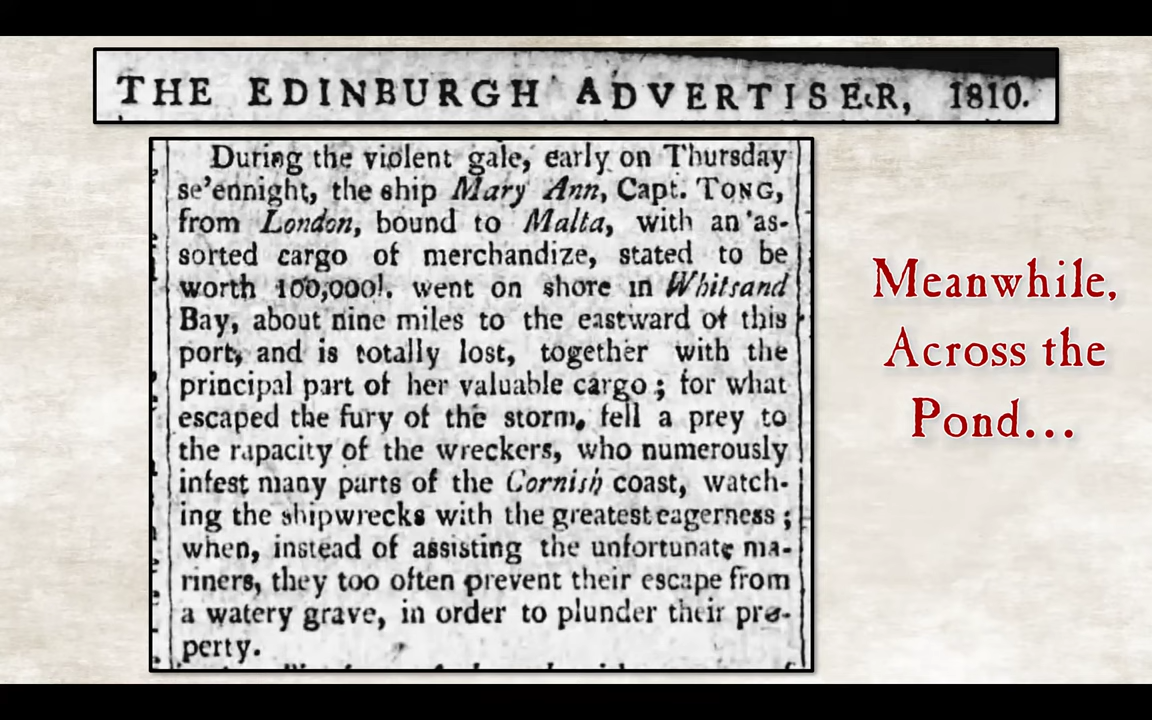 THE EDINBURGH ADVERTISER, 1810.
During the violent gale, early on Thursday
se'ennight, the ship Mary Ann, Capt. TONG,
from London, bound to Malta, with an as-
sorted cargo of merchandize, stated to be
worth 100,000l. went on shore in Whitsand
Bay, about nine miles to the eastward of this
port, and is totally lost, together with the
principal part of her valuable cargo; for what
escaped the fury of the storm, fell a prey to
the rapacity of the wreckers, who numerously
infest many parts of the Cornish coast, watch-
ing the shipwrecks with the greatest eagerness;
when, instead of assisting the unfortunate ma-
riners, they too often prevent their escape from
a watery grave, in order to plunder their pro-
perty.
Meanwhile,
Across the
Pond...